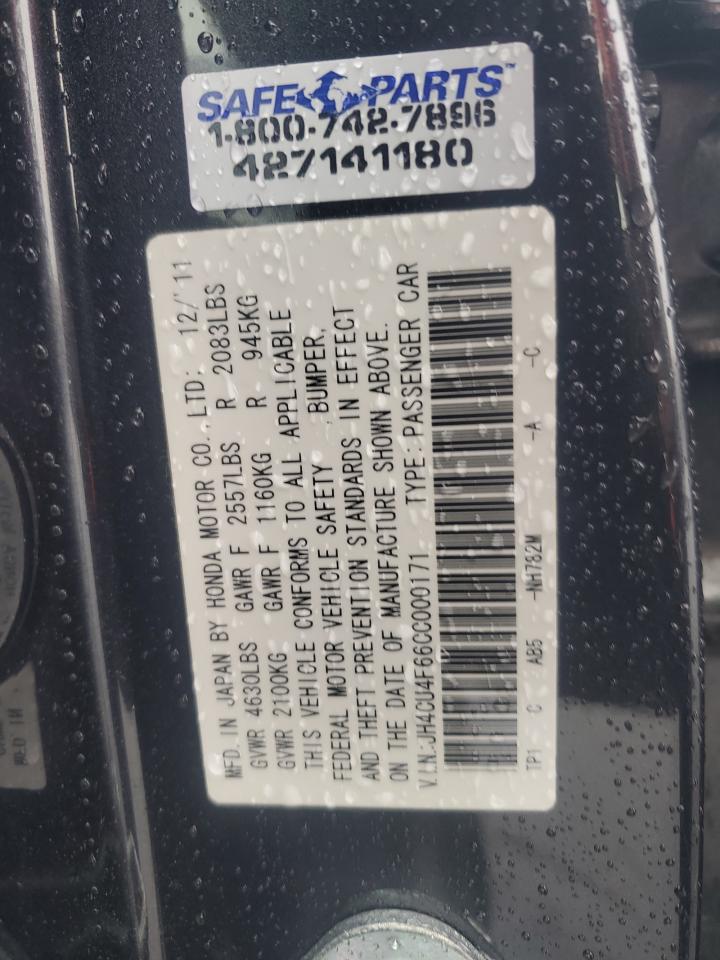 SAFE PARTS™
1-800-742-7896
427141180
MFD. IN JAPAN BY HONDA MOTOR CO., LTD: 12/'11
GVWR 4630LBS GAWR F 2557LBS R 2083LBS
GVWR 2100KG GAWR F 1160KG R 945KG
THIS VEHICLE CONFORMS TO ALL APPLICABLE
FEDERAL MOTOR VEHICLE SAFETY , BUMPER,
AND THEFT PREVENTION STANDARDS IN EFFECT
ON THE DATE OF MANUFACTURE SHOWN ABOVE.
V.I.N.:JH4CU4F66CC000171 TYPE:PASSENGER CAR
TP1 C AB5 -NH782M -A -C